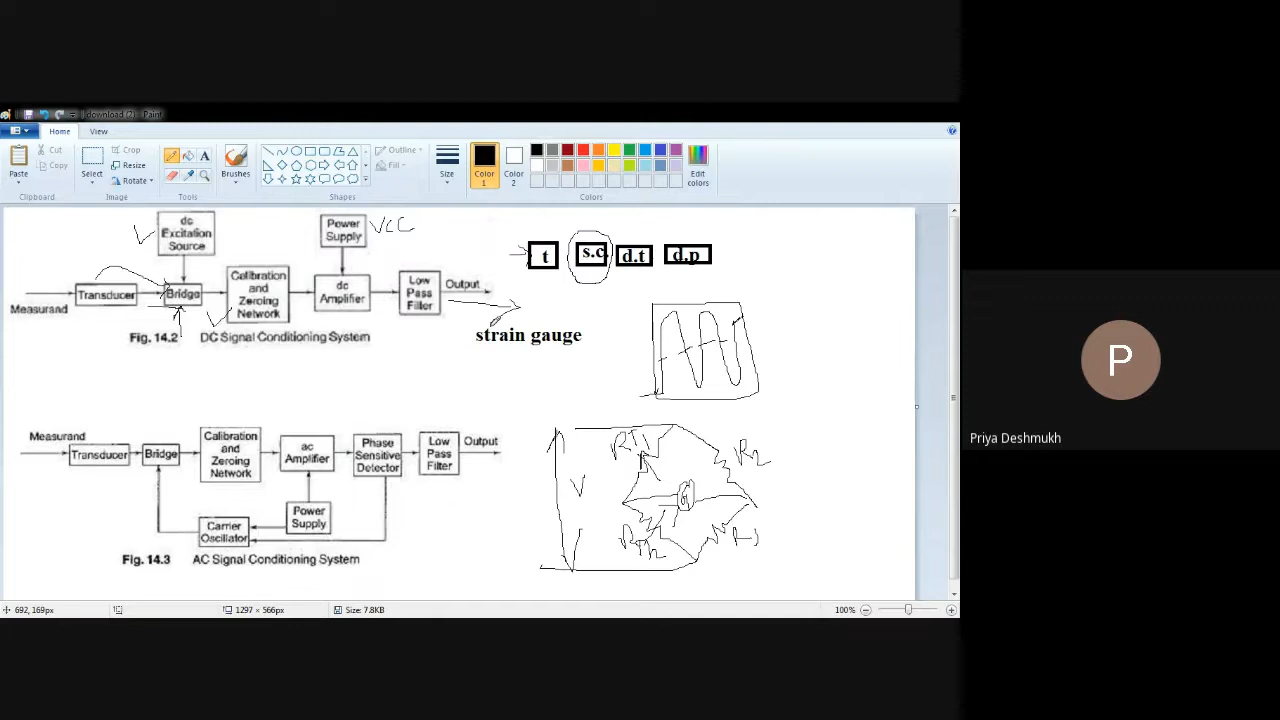 download (2) - Paint
Home
View
Paste
Cut
Copy
Clipboard
Select
Crop
Resize
Rotate
Image
A
Tools
Brushes
Shapes
Outline
Fill
Size
Color
1
Color
2
Colors
Edit
colors
dc
Excitation
Source
Power
Supply
VCC
t
s.c
d.t
d.p
Measurand
Transducer
Bridge
Calibration
and
Zeroing
Network
dc
Amplifier
Low
Pass
Filter
Output
strain gauge
Fig. 14.2 DC Signal Conditioning System
Measurand
Transducer
Bridge
Calibration
and
Zeroing
Network
ac
Amplifier
Phase
Sensitive
Detector
Low
Pass
Filter
Output
Carrier
Oscillator
Power
Supply
Fig. 14.3 AC Signal Conditioning System
R2
V
G
P
Priya Deshmukh
692, 169px
1297 × 566px
Size: 7.8KB
100%